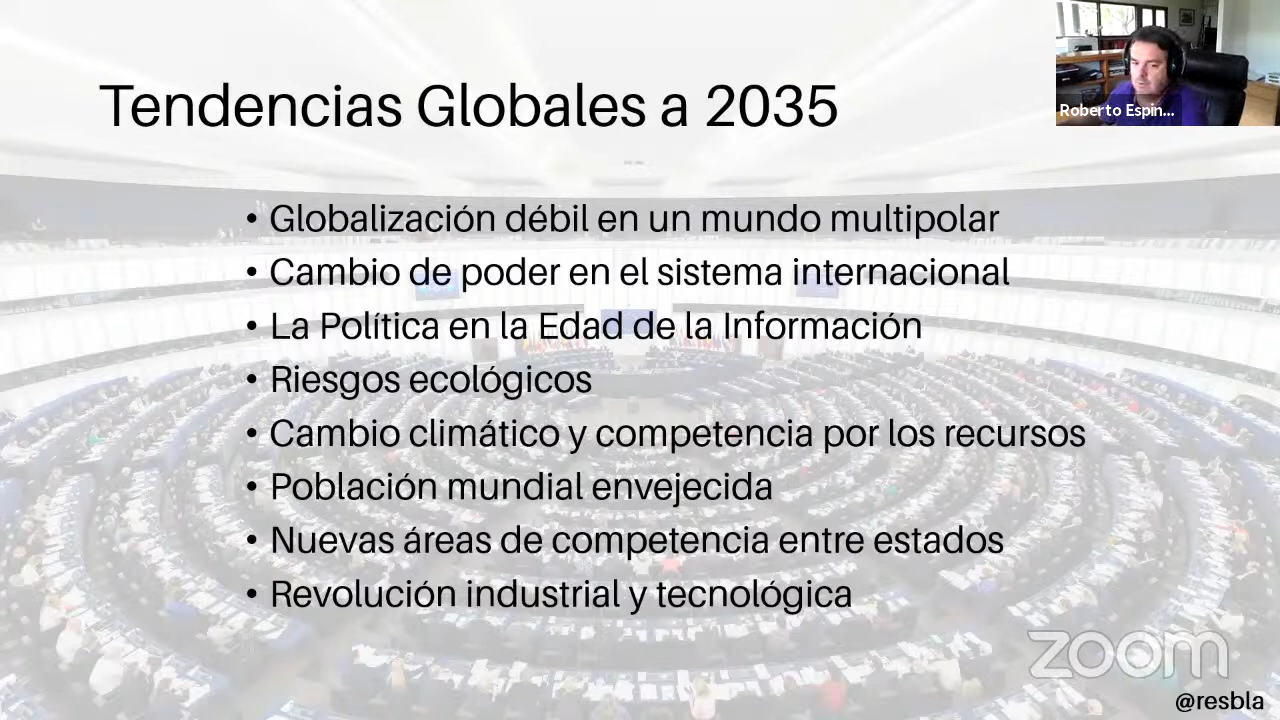 Tendencias Globales a 2035
Roberto Espin...
• Globalización débil en un mundo multipolar
• Cambio de poder en el sistema internacional
• La Política en la Edad de la Información
• Riesgos ecológicos
• Cambio climático y competencia por los recursos
• Población mundial envejecida
• Nuevas áreas de competencia entre estados
• Revolución industrial y tecnológica
zoom
@resbla